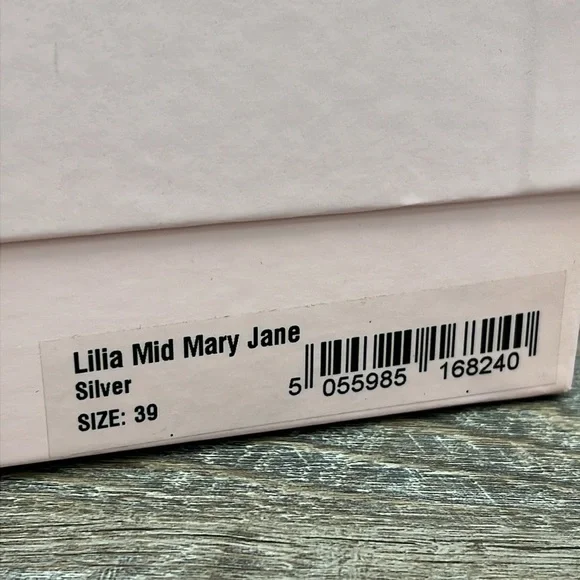 Lilia Mid Mary Jane
Silver
SIZE: 39
5 055985 168240